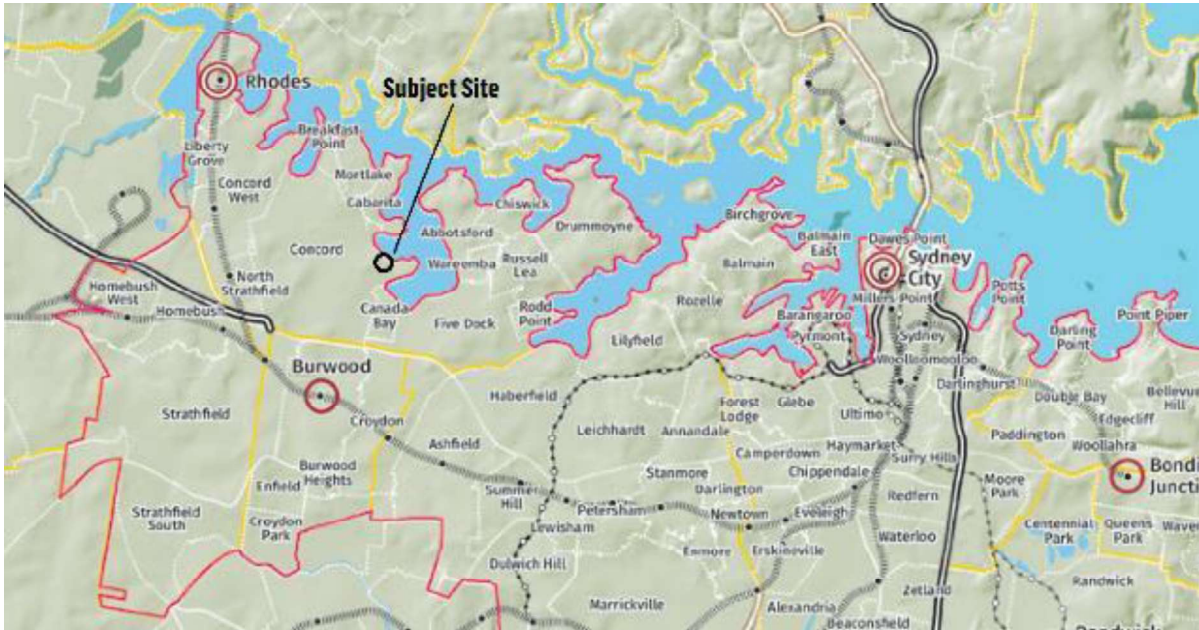 Rhodes
Subject Site
Breakfast
Point
Liberty
Grove
Mortlake
Concord
West
Cabarita
Chiswick
Abbotsford
Drummoyne
Birchgrove
Balmain
East
Dawes Point
Sydney
City
Concord
Wareemba
Russell
Lea
Balmain
North
Strathfield
Homebush
West
Homebush
Canada
Bay
Five Dock
Rodd
Point
Rozelle
Millers Point
Potts
Point
Barangaroo
Pyrmont
Sydney
Point Piper
Darling
Point
Lilyfield
Woolloomooloo
Burwood
Darlinghurst
Double Bay
Bellevue
Hill
Edgecliff
Strathfield
Croydon
Haberfield
Forest
Lodge
Glebe
Ultimo
Paddington
Woollahra
Ashfield
Leichhardt
Annandale
Camperdown
Haymarket
Surry Hills
Bondi
Juncti
Burwood
Heights
Enfield
Stanmore
Chippendale
Darlington
Moore
Park
Redfern
Summer
Hill
Strathfield
South
Croydon
Park
Petersham
Newtown
Eveleigh
Lewisham
Waterloo
Centennial
Park
Queens
Park
Waver
Enmore
Erskineville
Dulwich Hill
Zetland
Randwick
Marrickville
Alexandria
Beaconsfield
Randwick